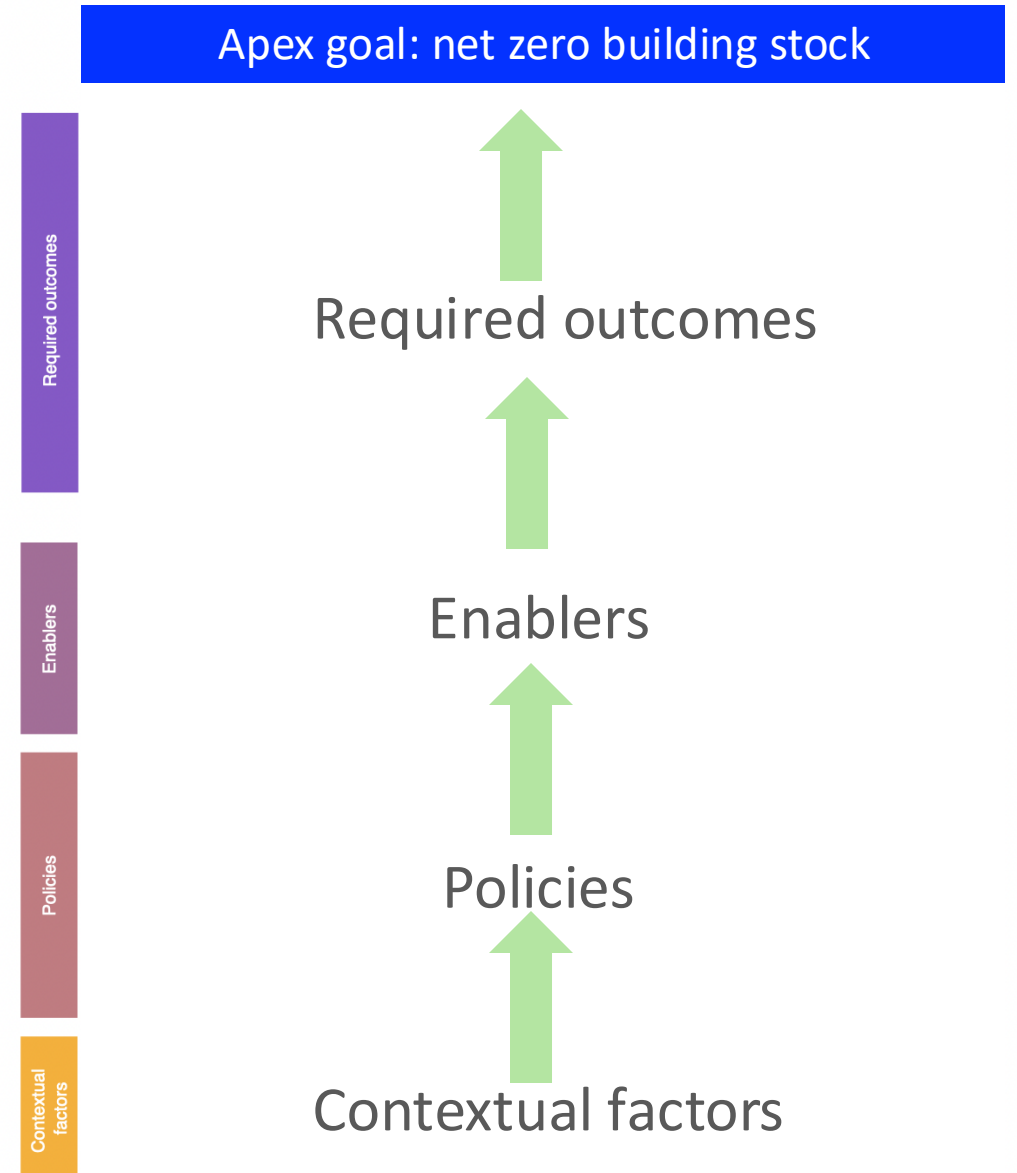 Apex goal: net zero building stock
Required outcomes
Required outcomes
Enablers
Enablers
Policies
Policies
Contextual
factors
Contextual factors